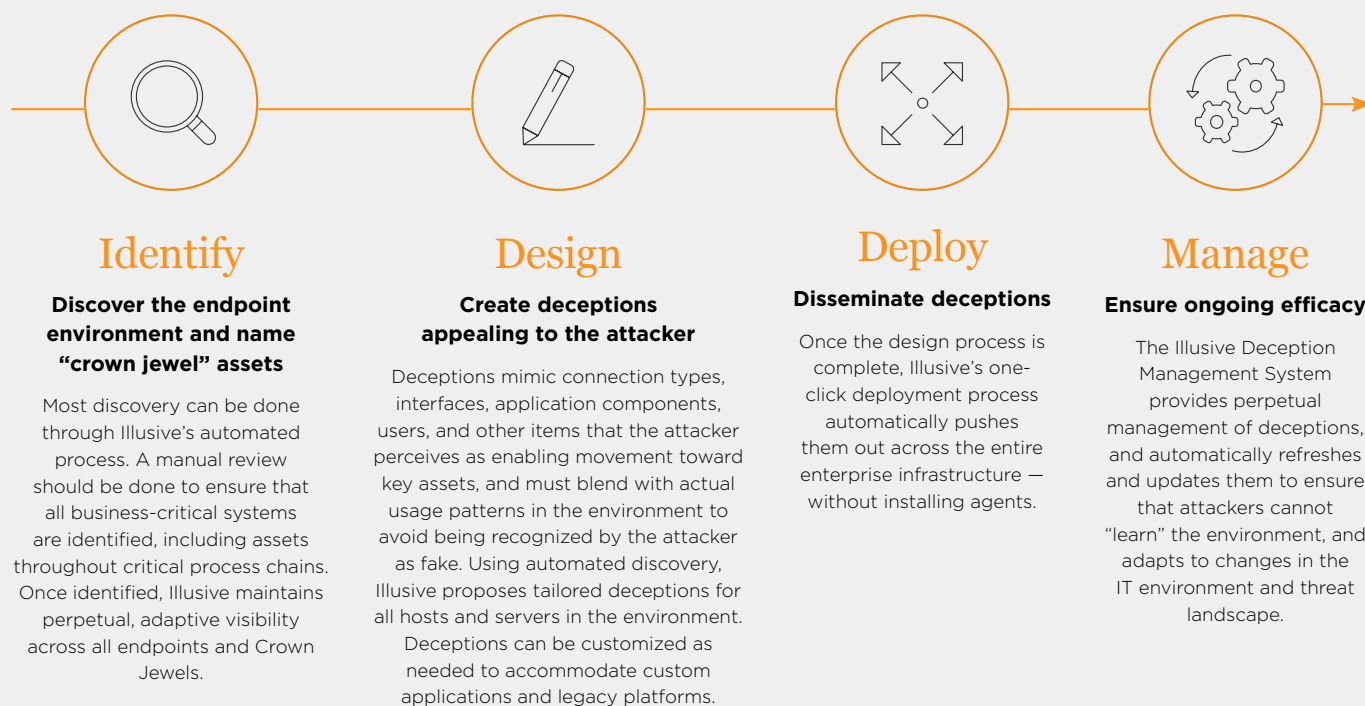 Identify
Discover the endpoint
environment and name
“crown jewel” assets
Most discovery can be done
through Illusive’s automated
process. A manual review
should be done to ensure that
all business-critical systems
are identified, including assets
throughout critical process chains.
Once identified, Illusive maintains
perpetual, adaptive visibility
across all endpoints and Crown
Jewels.
Design
Create deceptions
appealing to the attacker
Deceptions mimic connection types,
interfaces, application components,
users, and other items that the attacker
perceives as enabling movement toward
key assets, and must blend with actual
usage patterns in the environment to
avoid being recognized by the attacker
as fake. Using automated discovery,
Illusive proposes tailored deceptions for
all hosts and servers in the environment.
Deceptions can be customized as
needed to accommodate custom
applications and legacy platforms.
Deploy
Disseminate deceptions
Once the design process is
complete, Illusive’s one-
click deployment process
automatically pushes
them out across the entire
enterprise infrastructure —
without installing agents.
Manage
Ensure ongoing efficacy
The Illusive Deception
Management System
provides perpetual
management of deceptions,
and automatically refreshes
and updates them to ensure
that attackers cannot
“learn” the environment, and
adapts to changes in the
IT environment and threat
landscape.